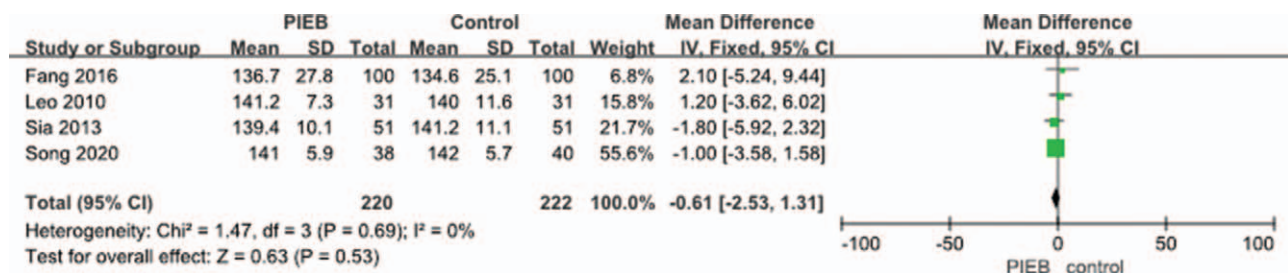 PIEB Control Mean Difference Mean Difference
Study or Subgroup Mean SD Total Mean SD Total Weight IV, Fixed, 95% CI IV, Fixed, 95% CI
Fang 2016 136.7 27.8 100 134.6 25.1 100 6.8% 2.10 [-5.24, 9.44]
Leo 2010 141.2 7.3 31 140 11.6 31 15.8% 1.20 [-3.62, 6.02]
Sia 2013 139.4 10.1 51 141.2 11.1 51 21.7% -1.80 [-5.92, 2.32]
Song 2020 141 5.9 38 142 5.7 40 55.6% -1.00 [-3.58, 1.58]
Total (95% CI) 220 222 100.0% -0.61 [-2.53, 1.31]
Heterogeneity: Chi² = 1.47, df = 3 (P = 0.69); I² = 0%
Test for overall effect: Z = 0.63 (P = 0.53)
-100 -50 0 50 100
PIEB control